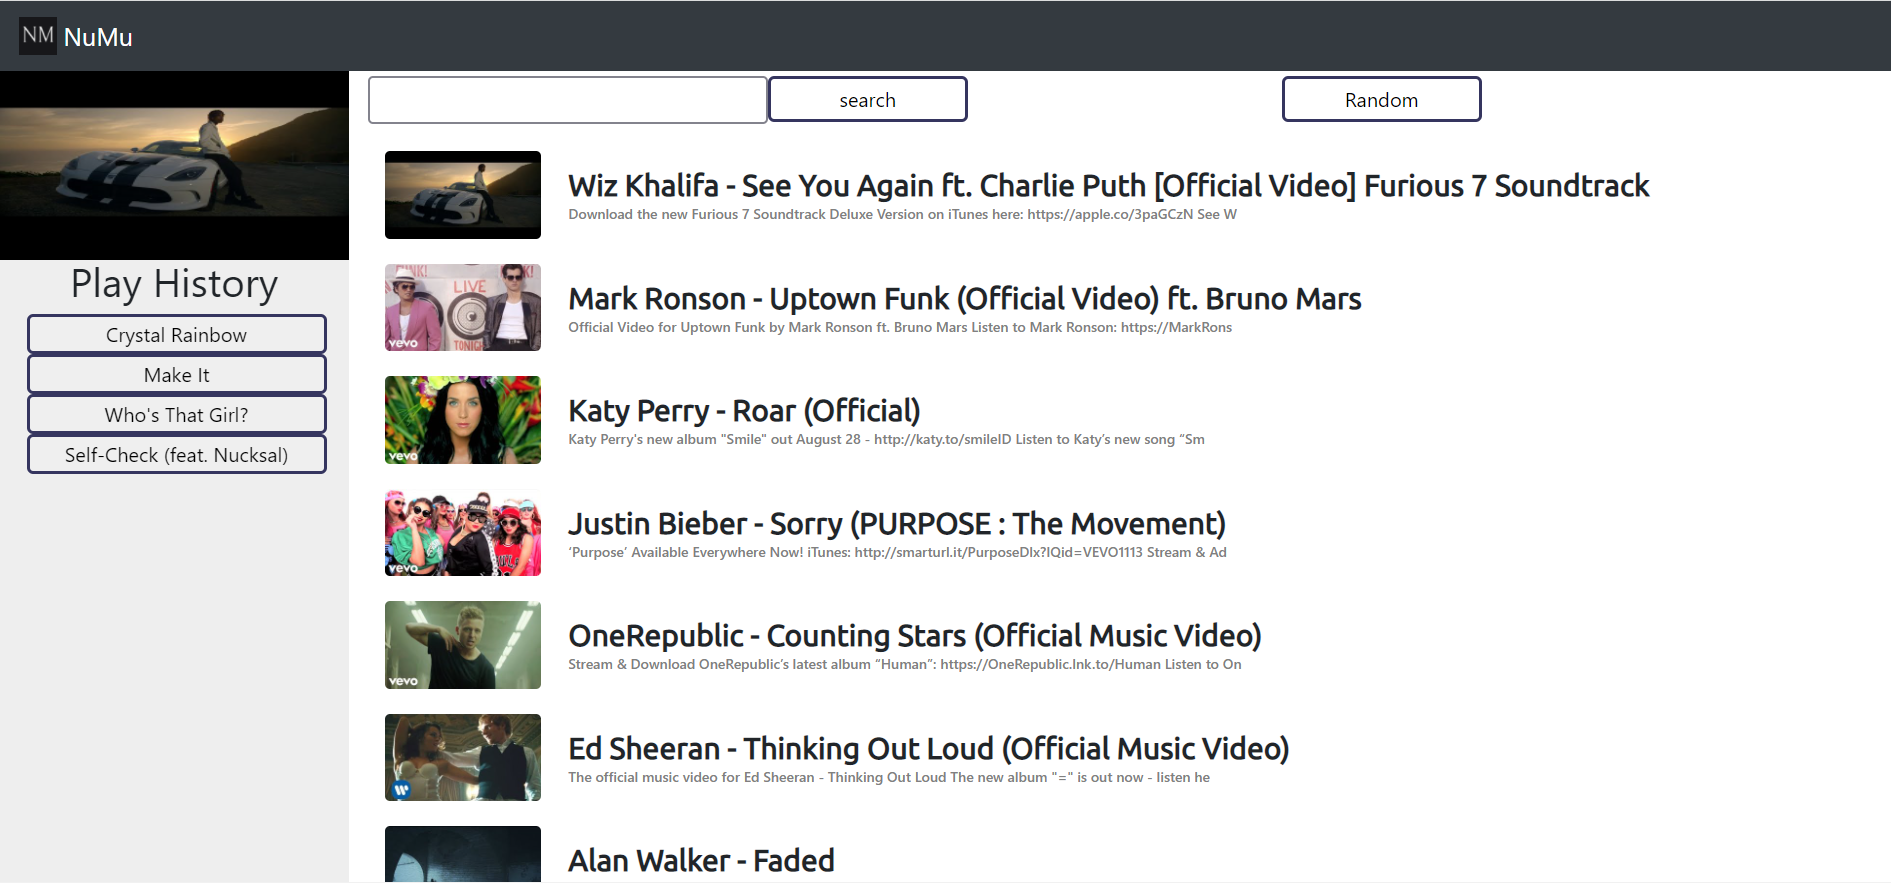 NM NuMu
search
Random
Play History
Crystal Rainbow
Make It
Who's That Girl?
Self-Check (feat. Nucksal)
Wiz Khalifa - See You Again ft. Charlie Puth [Official Video] Furious 7 Soundtrack
Download the new Furious 7 Soundtrack Deluxe Version on iTunes here: https://apple.co/3paGCzN See W
LIVE
vevo
Mark Ronson - Uptown Funk (Official Video) ft. Bruno Mars
Official Video for Uptown Funk by Mark Ronson ft. Bruno Mars Listen to Mark Ronson: https://MarkRons
vevo
Katy Perry - Roar (Official)
Katy Perry's new album "Smile" out August 28 - http://katy.to/smileID Listen to Katy’s new song “Sm
vevo
Justin Bieber - Sorry (PURPOSE : The Movement)
‘Purpose’ Available Everywhere Now! iTunes: http://smarturl.it/PurposeDlx?IQid=VEVO1113 Stream & Ad
vevo
OneRepublic - Counting Stars (Official Music Video)
Stream & Download OneRepublic’s latest album “Human”: https://OneRepublic.lnk.to/Human Listen to On
Ed Sheeran - Thinking Out Loud (Official Music Video)
The official music video for Ed Sheeran - Thinking Out Loud The new album "=" is out now - listen he
Alan Walker - Faded